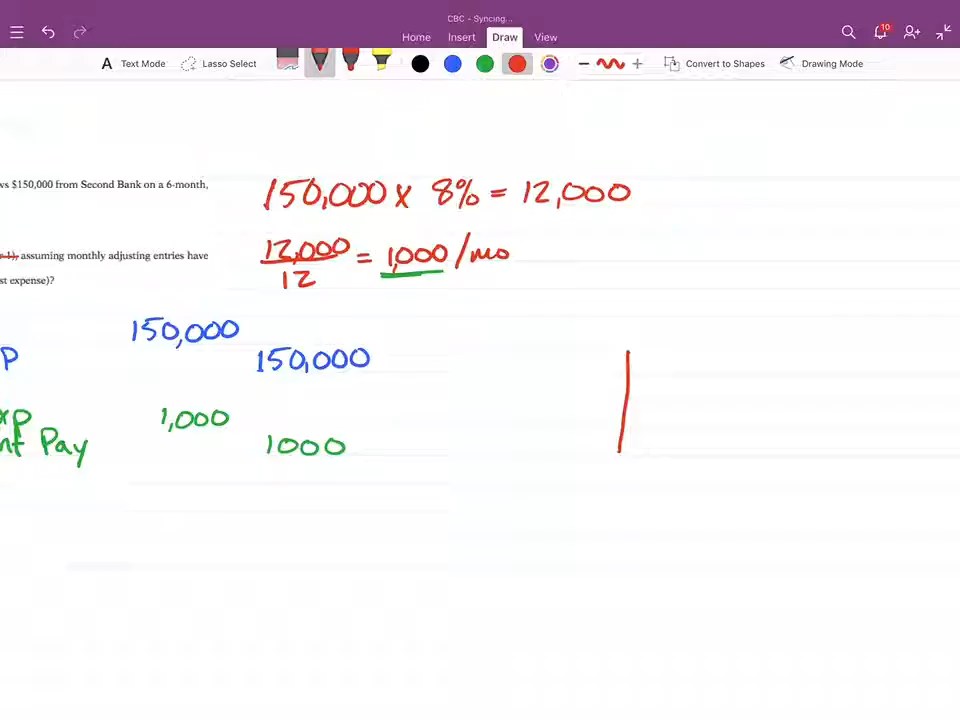 CBC - Syncing...
Home Insert Draw View
10
A Text Mode Lasso Select Convert to Shapes Drawing Mode
ws $150,000 from Second Bank on a 6-month,
150,000 x 8% = 12,000
r 1), assuming monthly adjusting entries have
12,000
12
= 1,000 /mo
st expense)?
150,000
P 150,000
xp 1,000
nt Pay 1000